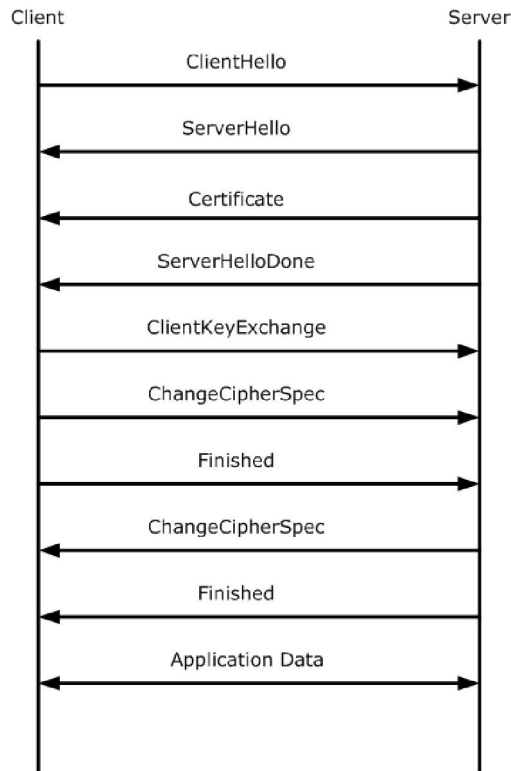 Client Server
ClientHello
ServerHello
Certificate
ServerHelloDone
ClientKeyExchange
ChangeCipherSpec
Finished
ChangeCipherSpec
Finished
Application Data